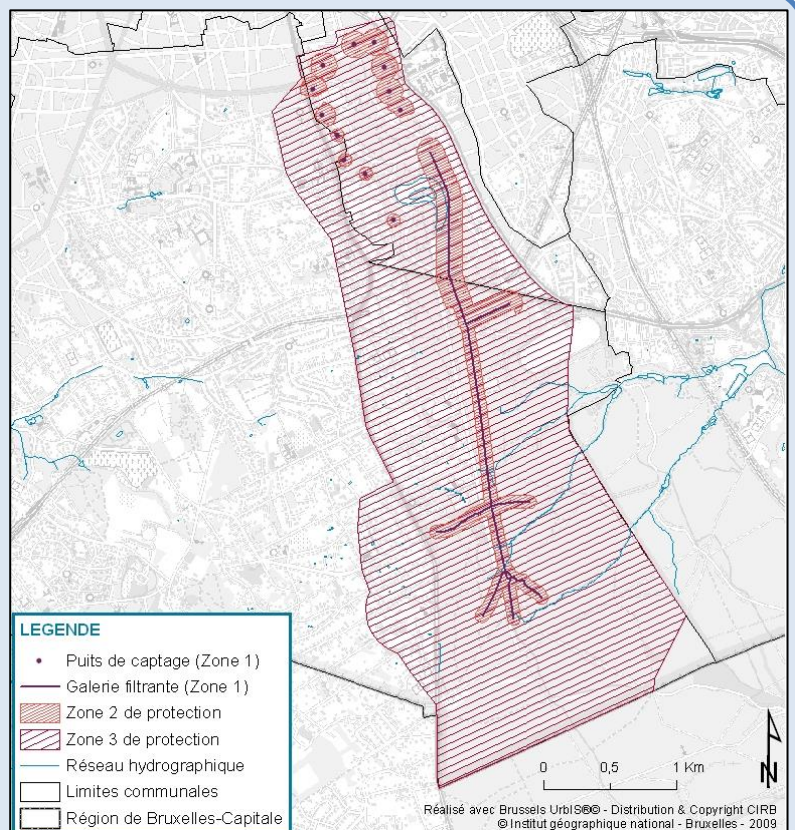 LEGENDE
Puits de captage (Zone 1)
Galerie filtrante (Zone 1)
Zone 2 de protection
Zone 3 de protection
Réseau hydrographique
Limites communales
Région de Bruxelles-Capitale
0 0,5 1 Km
N
Réalisé avec Brussels UrbIS®© - Distribution & Copyright CIRB
© Institut géographique national - Bruxelles - 2009